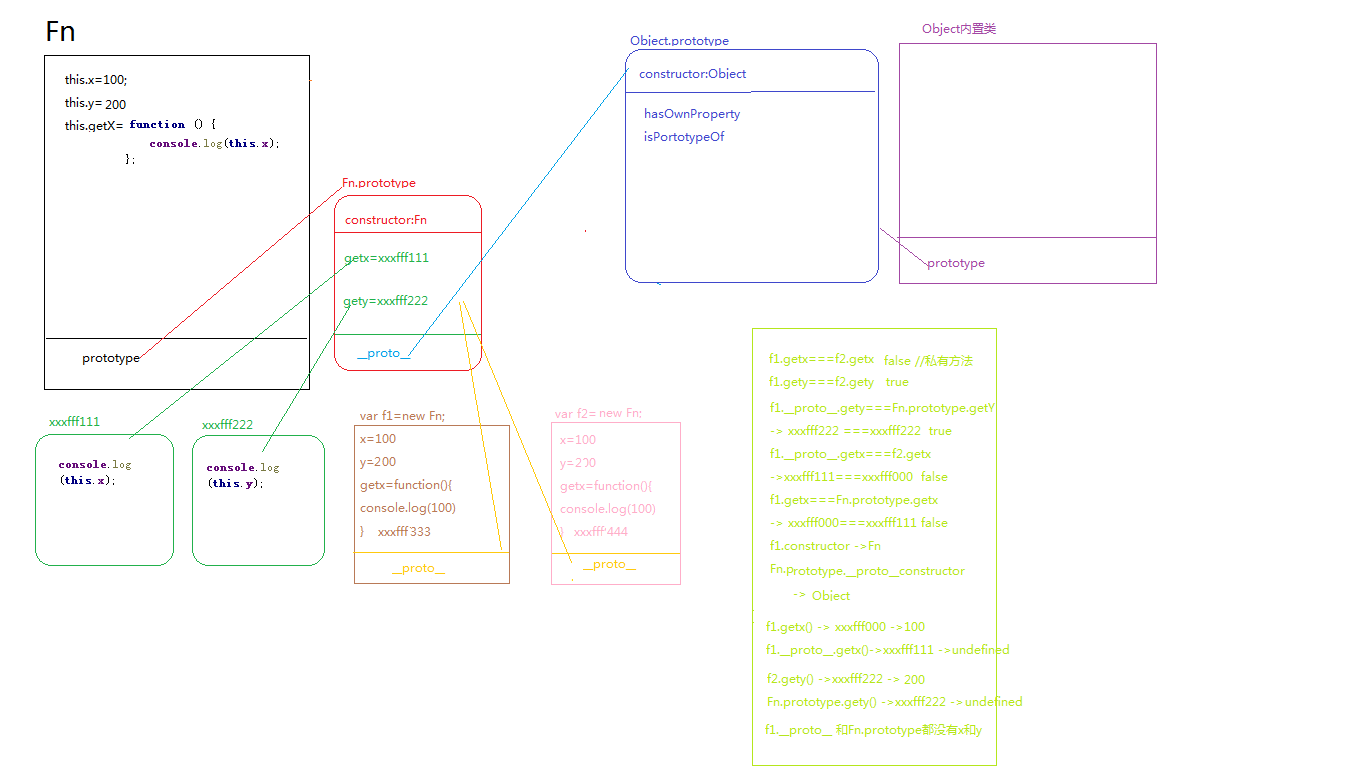 Fn
this.x=100;
this.y= 200
this.getX= function () {
console.log(this.x);
};
prototype
Fn.prototype
constructor:Fn
getx=xxxfff111
gety=xxxfff222
__proto__
Object.prototype
constructor:Object
hasOwnProperty
isPortotypeOf
Object内置类
prototype
xxxfff111
console.log
(this.x);
xxxfff222
console.log
(this.y);
var f1=new Fn;
x=100
y=200
getx=function(){
console.log(100)
} xxxfff'333
__proto__
var f2= new Fn;
x=100
y=200
getx=function(){
console.log(100)
} xxxfff'444
__proto__
f1.getx===f2.getx false //私有方法
f1.gety===f2.gety true
f1.__proto__.gety===Fn.prototype.getY
-> xxxfff222 ===xxxfff222 true
f1.__proto__.getx===f2.getx
->xxxfff111===xxxfff000 false
f1.getx===Fn.prototype.getx
-> xxxfff000===xxxfff111 false
f1.constructor ->Fn
Fn.prototype.__proto__constructor
-> Object
f1.getx() -> xxxfff000 ->100
f1.__proto__.getx()->xxxfff111 ->undefined
f2.gety() ->xxxfff222 -> 200
Fn.prototype.gety() ->xxxfff222 ->undefined
f1.__proto__ 和Fn.prototype都没有x和y